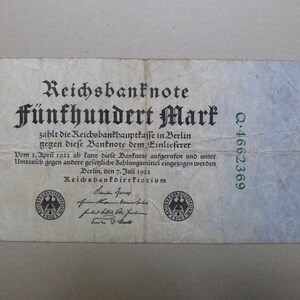 Reichsbanknote
Fünfhundert Mark
zahlt die Reichsbankhauptkasse in Berlin
gegen diese Banknote dem Einlieferer
Vom 1. April 1923 ab kann diese Banknote aufgerufen und unter
Umtausch gegen andere gesetzliche Zahlungsmittel eingezogen werden
Berlin, den 7. Juli 1922
Reichsbankdirektorium
Q·4662369